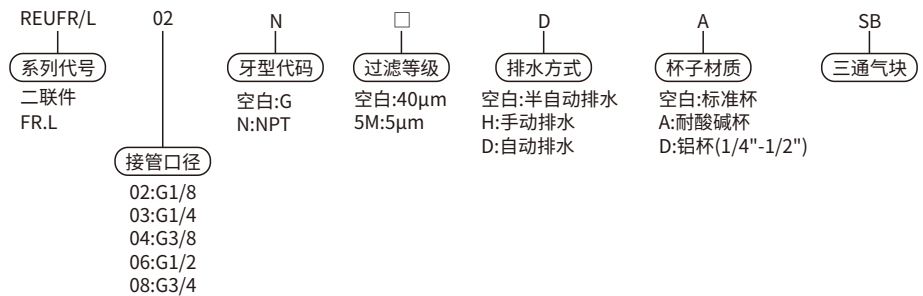 REUFR/L 02 N □ D A SB
系列代号 牙型代码 过滤等级 排水方式 杯子材质 三通气块
二联件 空白:G 空白:40μm 空白:半自动排水 空白:标准杯
FR.L N:NPT 5M:5μm H:手动排水 A:耐酸碱杯
D:自动排水 D:铝杯(1/4"-1/2")
接管口径
02:G1/8
03:G1/4
04:G3/8
06:G1/2
08:G3/4